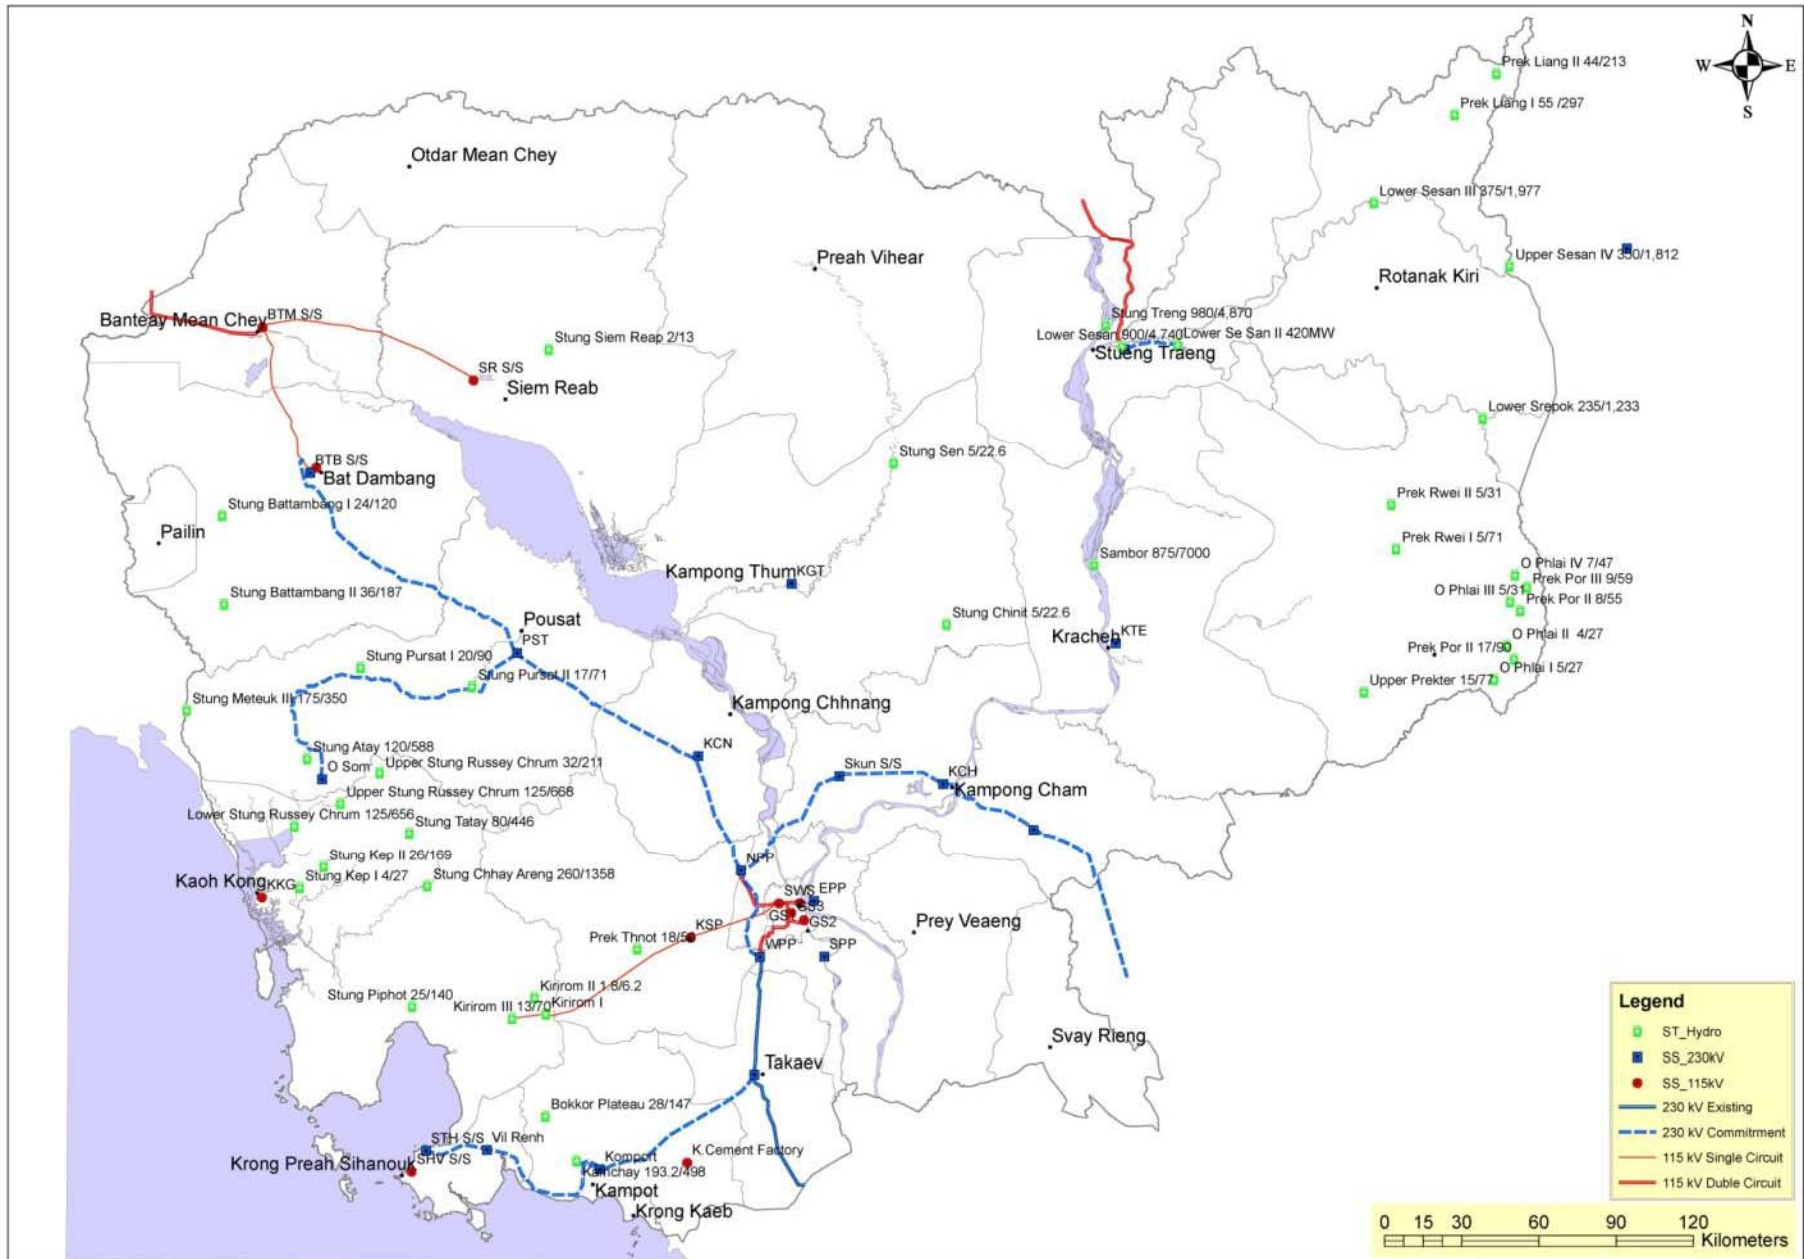 N
W E
S
Prek Liang II 44/213
Prek Liang I 55 /297
Otdar Mean Chey
Lower Sesan III 375/1,977
Preah Vihear
Upper Sesan IV 350/1,812
Rotanak Kiri
Banteay Mean Chey
BTM S/S
Stung Treng 980/4,870
Stung Siem Reap 2/13
Lower Sesan 900/4,740
Lower Se San II 420MW
Stueng Traeng
SR S/S
Siem Reab
Lower Srepok 235/1,233
Stung Sen 5/22.6
BTB S/S
Bat Dambang
Stung Battambang I 24/120
Prek Rwei II 5/31
Pailin
Prek Rwei I 5/71
Sambor 875/7000
Kampong Thum
KGT
O Phlai IV 7/47
Prek Por III 9/59
O Phlai III 5/31
Prek Por II 8/55
Stung Battambang II 36/187
Stung Chinit 5/22.6
Pousat
PST
Kracheh
KTE
O Phlai II 4/27
Prek Por II 17/90
O Phlai I 5/27
Stung Pursat I 20/90
Stung Pursat II 17/71
Upper Prekter 15/77
Stung Meteuk III 175/350
Kampong Chhnang
KCN
Stung Atay 120/588
O Som
Upper Stung Russey Chrum 32/211
Skun S/S
KCH
Kampong Cham
Upper Stung Russey Chrum 125/668
Lower Stung Russey Chrum 125/656
Stung Tatay 80/446
Stung Kep II 26/169
NPP
Kaoh Kong
KKG
Stung Kep I 4/27
Stung Chhay Areng 260/1358
SWS
EPP
GS3
GS1
GS2
KSP
Prey Veaeng
Prek Thnot 18/5
WPP
SPP
Stung Piphot 25/140
Kirirom II 1.8/6.2
Kirirom III 13/70
Kirirom I
Svay Rieng
Takaev
Bokkor Plateau 28/147
STH S/S
Vil Renh
Krong Preah Sihanouk
SHV S/S
Komport
K.Cement Factory
Kamchay 193.2/498
Kampot
Krong Kaeb
Legend
ST_Hydro
SS_230kV
SS_115kV
230 kV Existing
230 kV Commitrment
115 kV Single Circuit
115 kV Duble Circuit
0 15 30 60 90 120
Kilometers